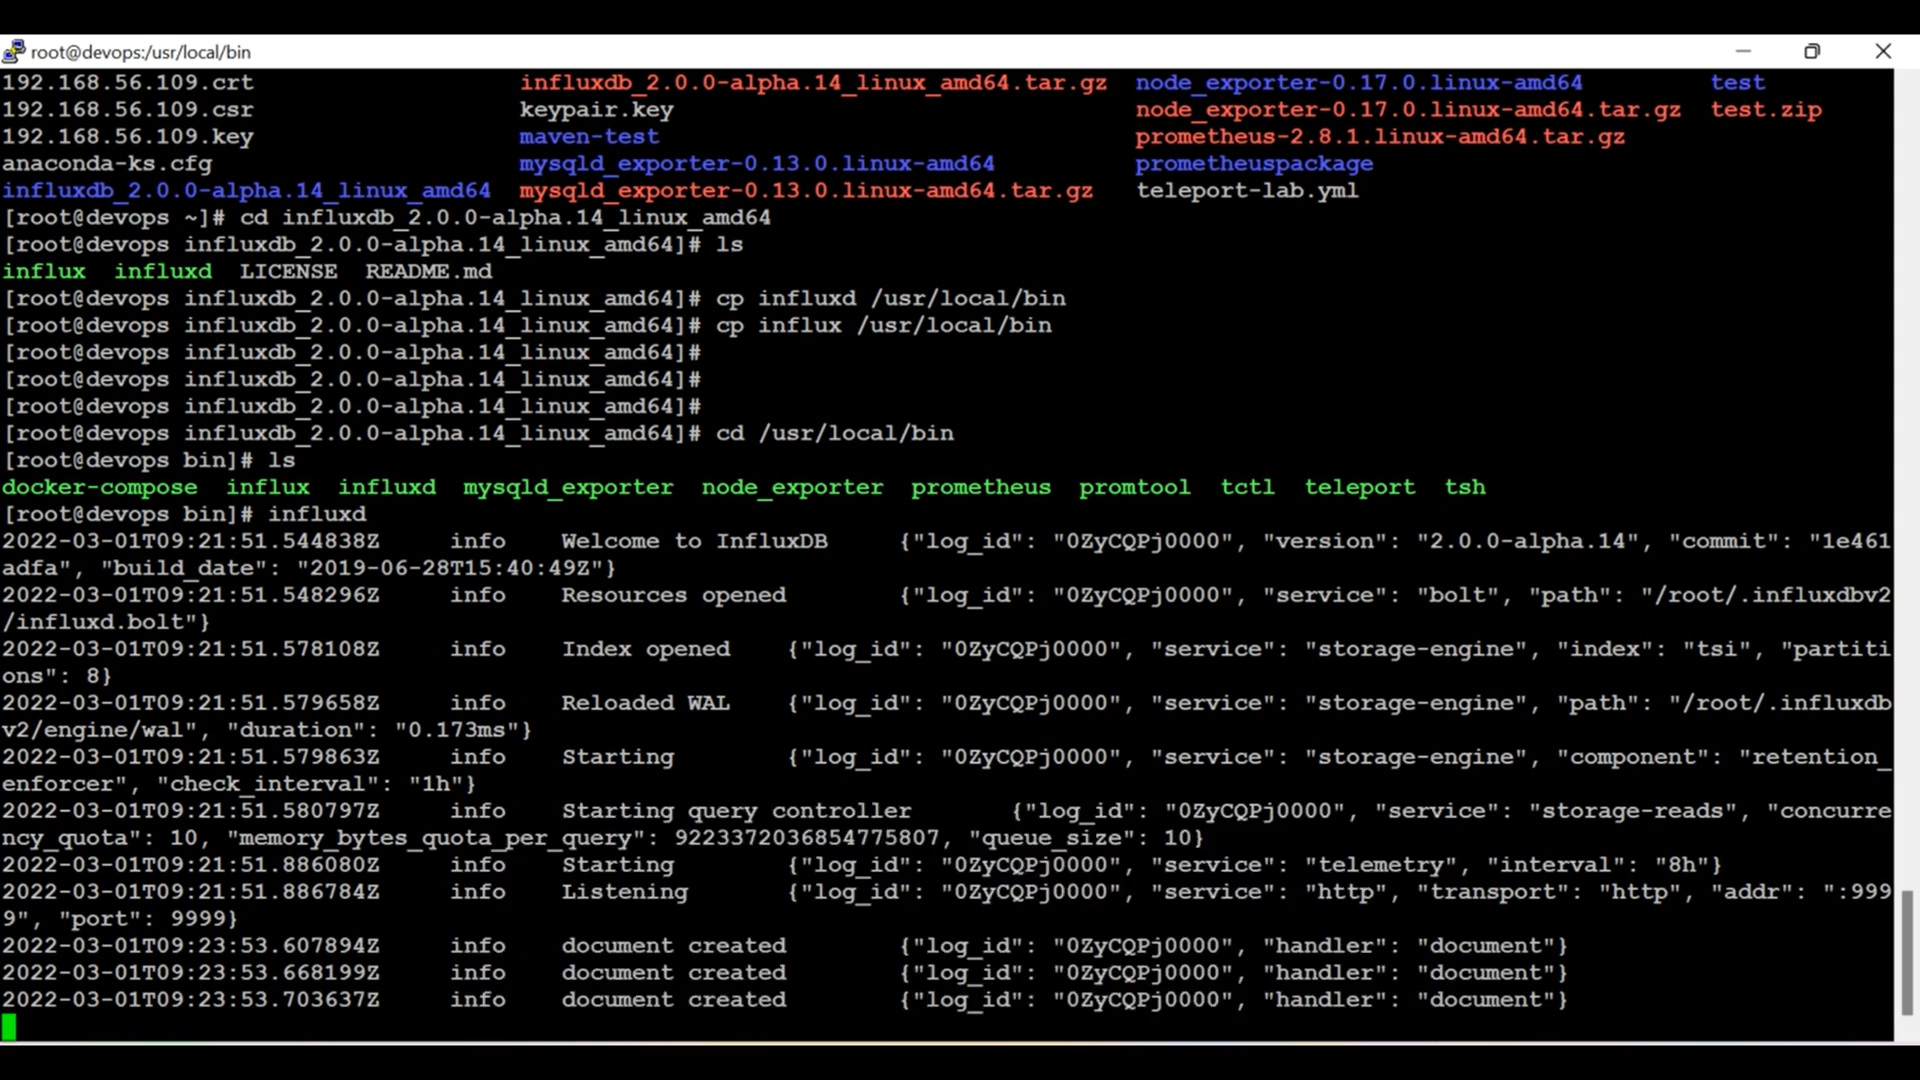 root@devops:/usr/local/bin
192.168.56.109.crt influxdb_2.0.0-alpha.14_linux_amd64.tar.gz node_exporter-0.17.0.linux-amd64 test
192.168.56.109.csr keypair.key node_exporter-0.17.0.linux-amd64.tar.gz test.zip
192.168.56.109.key maven-test prometheus-2.8.1.linux-amd64.tar.gz
anaconda-ks.cfg mysqld_exporter-0.13.0.linux-amd64 prometheuspackage
influxdb_2.0.0-alpha.14_linux_amd64 mysqld_exporter-0.13.0.linux-amd64.tar.gz teleport-lab.yml
[root@devops ~]# cd influxdb_2.0.0-alpha.14_linux_amd64
[root@devops influxdb_2.0.0-alpha.14_linux_amd64]# ls
influx influxd LICENSE README.md
[root@devops influxdb_2.0.0-alpha.14_linux_amd64]# cp influxd /usr/local/bin
[root@devops influxdb_2.0.0-alpha.14_linux_amd64]# cp influx /usr/local/bin
[root@devops influxdb_2.0.0-alpha.14_linux_amd64]#
[root@devops influxdb_2.0.0-alpha.14_linux_amd64]#
[root@devops influxdb_2.0.0-alpha.14_linux_amd64]#
[root@devops influxdb_2.0.0-alpha.14_linux_amd64]# cd /usr/local/bin
[root@devops bin]# ls
docker-compose influx influxd mysqld_exporter node_exporter prometheus promtool tctl teleport tsh
[root@devops bin]# influxd
2022-03-01T09:21:51.544838Z info Welcome to InfluxDB {"log_id": "0ZyCQPj0000", "version": "2.0.0-alpha.14", "commit": "1e461
adfa", "build_date": "2019-06-28T15:40:49Z"}
2022-03-01T09:21:51.548296Z info Resources opened {"log_id": "0ZyCQPj0000", "service": "bolt", "path": "/root/.influxdbv2
/influxd.bolt"}
2022-03-01T09:21:51.578108Z info Index opened {"log_id": "0ZyCQPj0000", "service": "storage-engine", "index": "tsi", "partiti
ons": 8}
2022-03-01T09:21:51.579658Z info Reloaded WAL {"log_id": "0ZyCQPj0000", "service": "storage-engine", "path": "/root/.influxdb
v2/engine/wal", "duration": "0.173ms"}
2022-03-01T09:21:51.579863Z info Starting {"log_id": "0ZyCQPj0000", "service": "storage-engine", "component": "retention_
enforcer", "check_interval": "1h"}
2022-03-01T09:21:51.580797Z info Starting query controller {"log_id": "0ZyCQPj0000", "service": "storage-reads", "concurre
ncy_quota": 10, "memory_bytes_quota_per_query": 9223372036854775807, "queue_size": 10}
2022-03-01T09:21:51.886080Z info Starting {"log_id": "0ZyCQPj0000", "service": "telemetry", "interval": "8h"}
2022-03-01T09:21:51.886784Z info Listening {"log_id": "0ZyCQPj0000", "service": "http", "transport": "http", "addr": ":999
9", "port": 9999}
2022-03-01T09:23:53.607894Z info document created {"log_id": "0ZyCQPj0000", "handler": "document"}
2022-03-01T09:23:53.668199Z info document created {"log_id": "0ZyCQPj0000", "handler": "document"}
2022-03-01T09:23:53.703637Z info document created {"log_id": "0ZyCQPj0000", "handler": "document"}